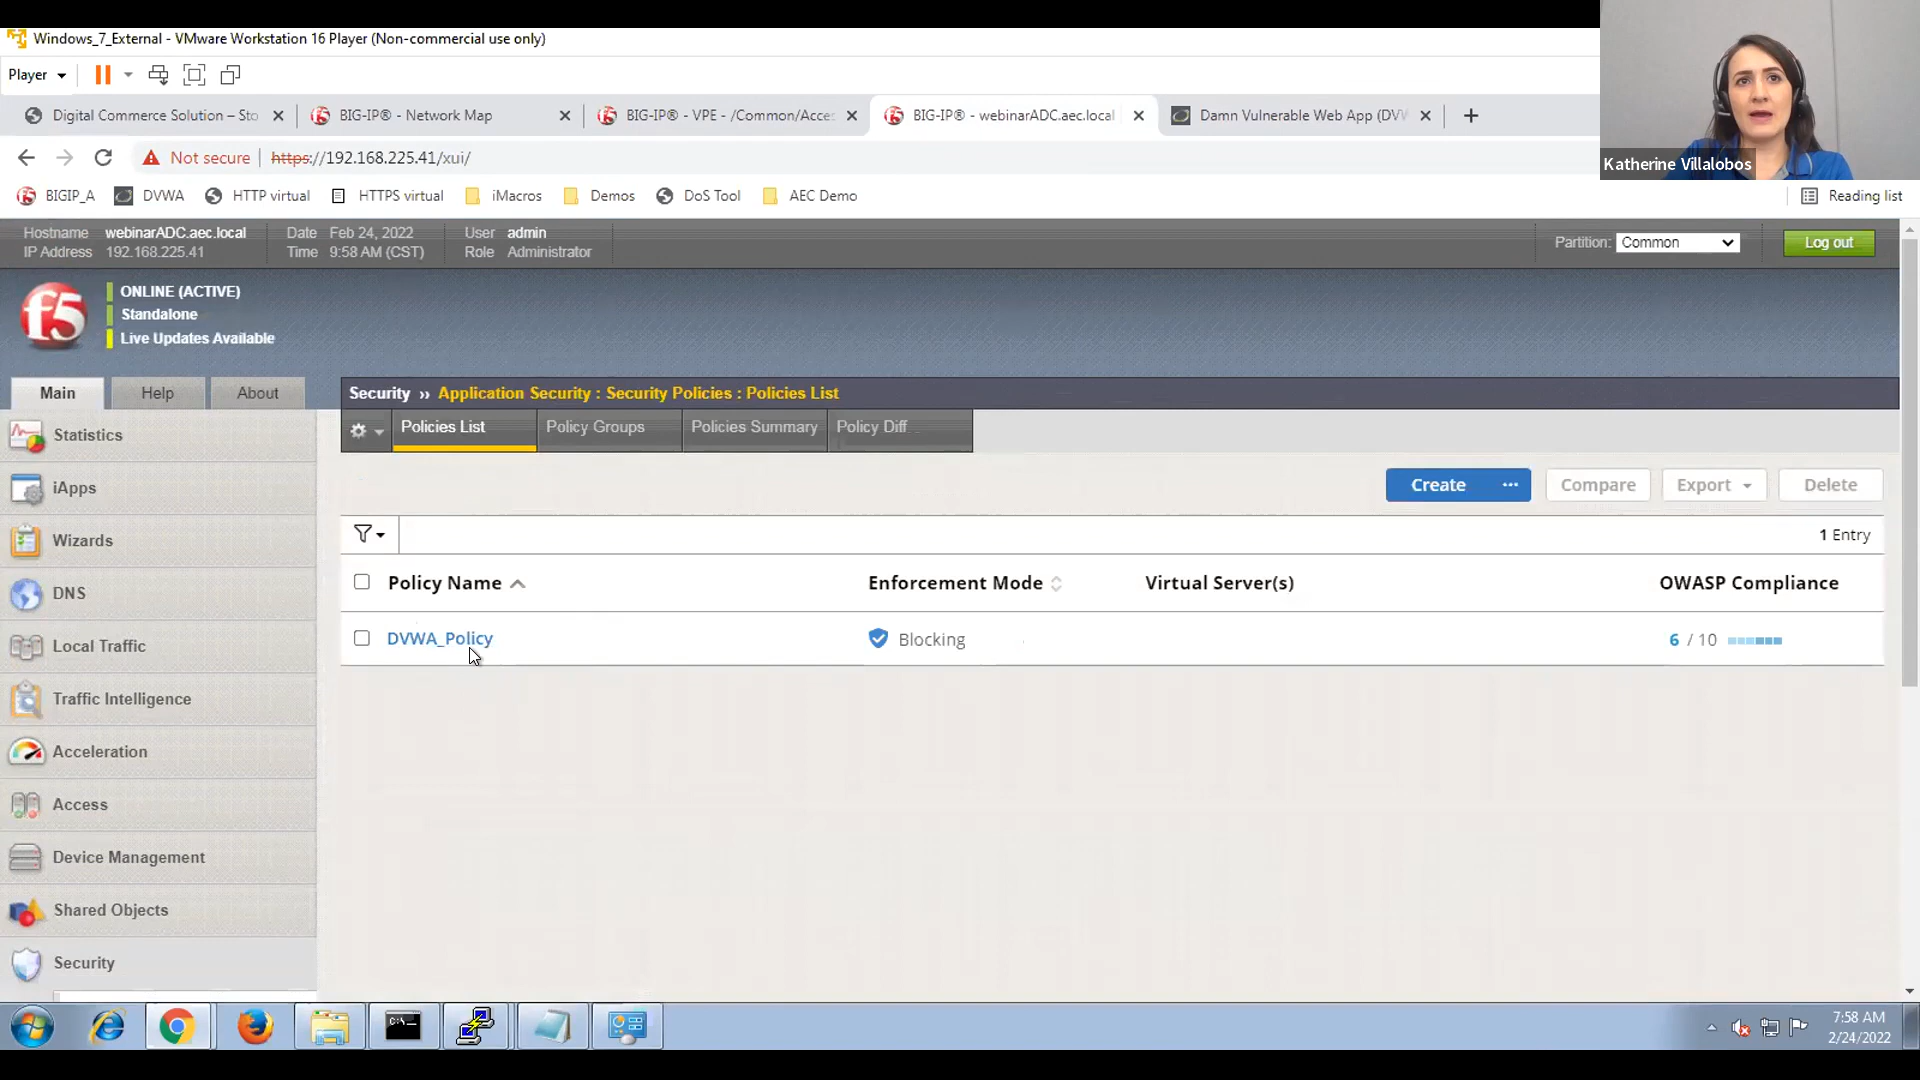 Windows_7_External - VMware Workstation 16 Player (Non-commercial use only)
Player
Digital Commerce Solution – Sto
BIG-IP® - Network Map
BIG-IP® - VPE - /Common/Acces
BIG-IP® - webinarADC.aec.local
Damn Vulnerable Web App (DVW
Katherine Villalobos
Not secure
https://192.168.225.41/xui/
BIGIP_A
DVWA
HTTP virtual
HTTPS virtual
iMacros
Demos
DoS Tool
AEC Demo
Reading list
Hostname webinarADC.aec.local
IP Address 192.168.225.41
Date Feb 24, 2022
Time 9:58 AM (CST)
User admin
Role Administrator
Partition: Common
Log out
f5
ONLINE (ACTIVE)
Standalone
Live Updates Available
Main
Help
About
Security ›› Application Security : Security Policies : Policies List
Policies List
Policy Groups
Policies Summary
Policy Diff
Statistics
iApps
Wizards
DNS
Local Traffic
Traffic Intelligence
Acceleration
Access
Device Management
Shared Objects
Security
Create ...
Compare
Export
Delete
1 Entry
Policy Name
Enforcement Mode
Virtual Server(s)
OWASP Compliance
DVWA_Policy
Blocking
6 / 10
7:58 AM
2/24/2022